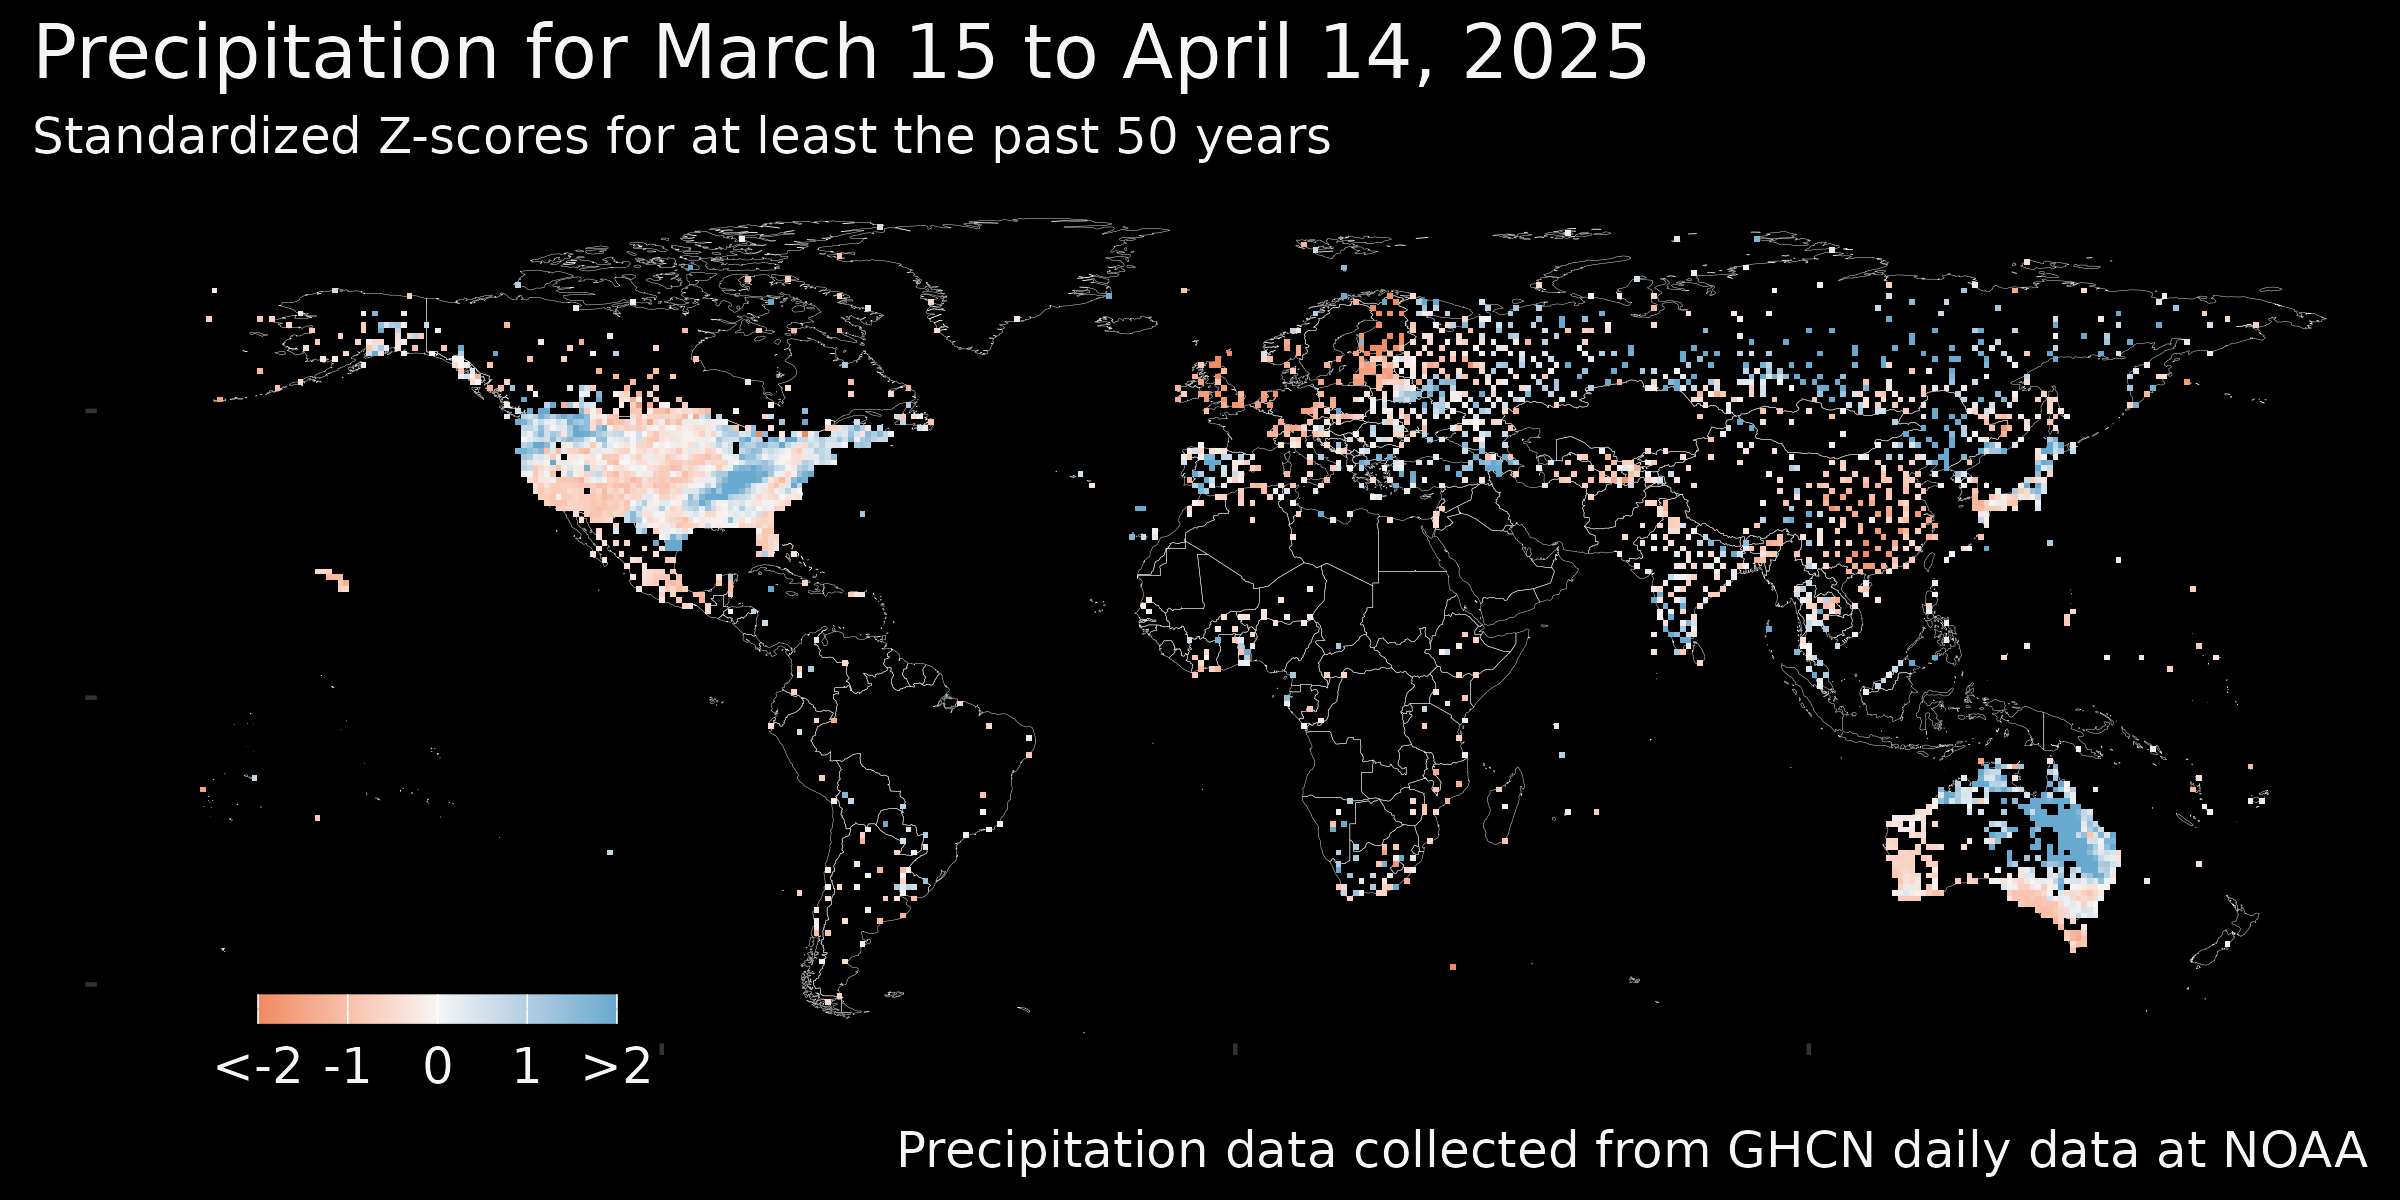 Precipitation for March 15 to April 14, 2025
Standardized Z-scores for at least the past 50 years
<-2 -1 0 1 >2
Precipitation data collected from GHCN daily data at NOAA